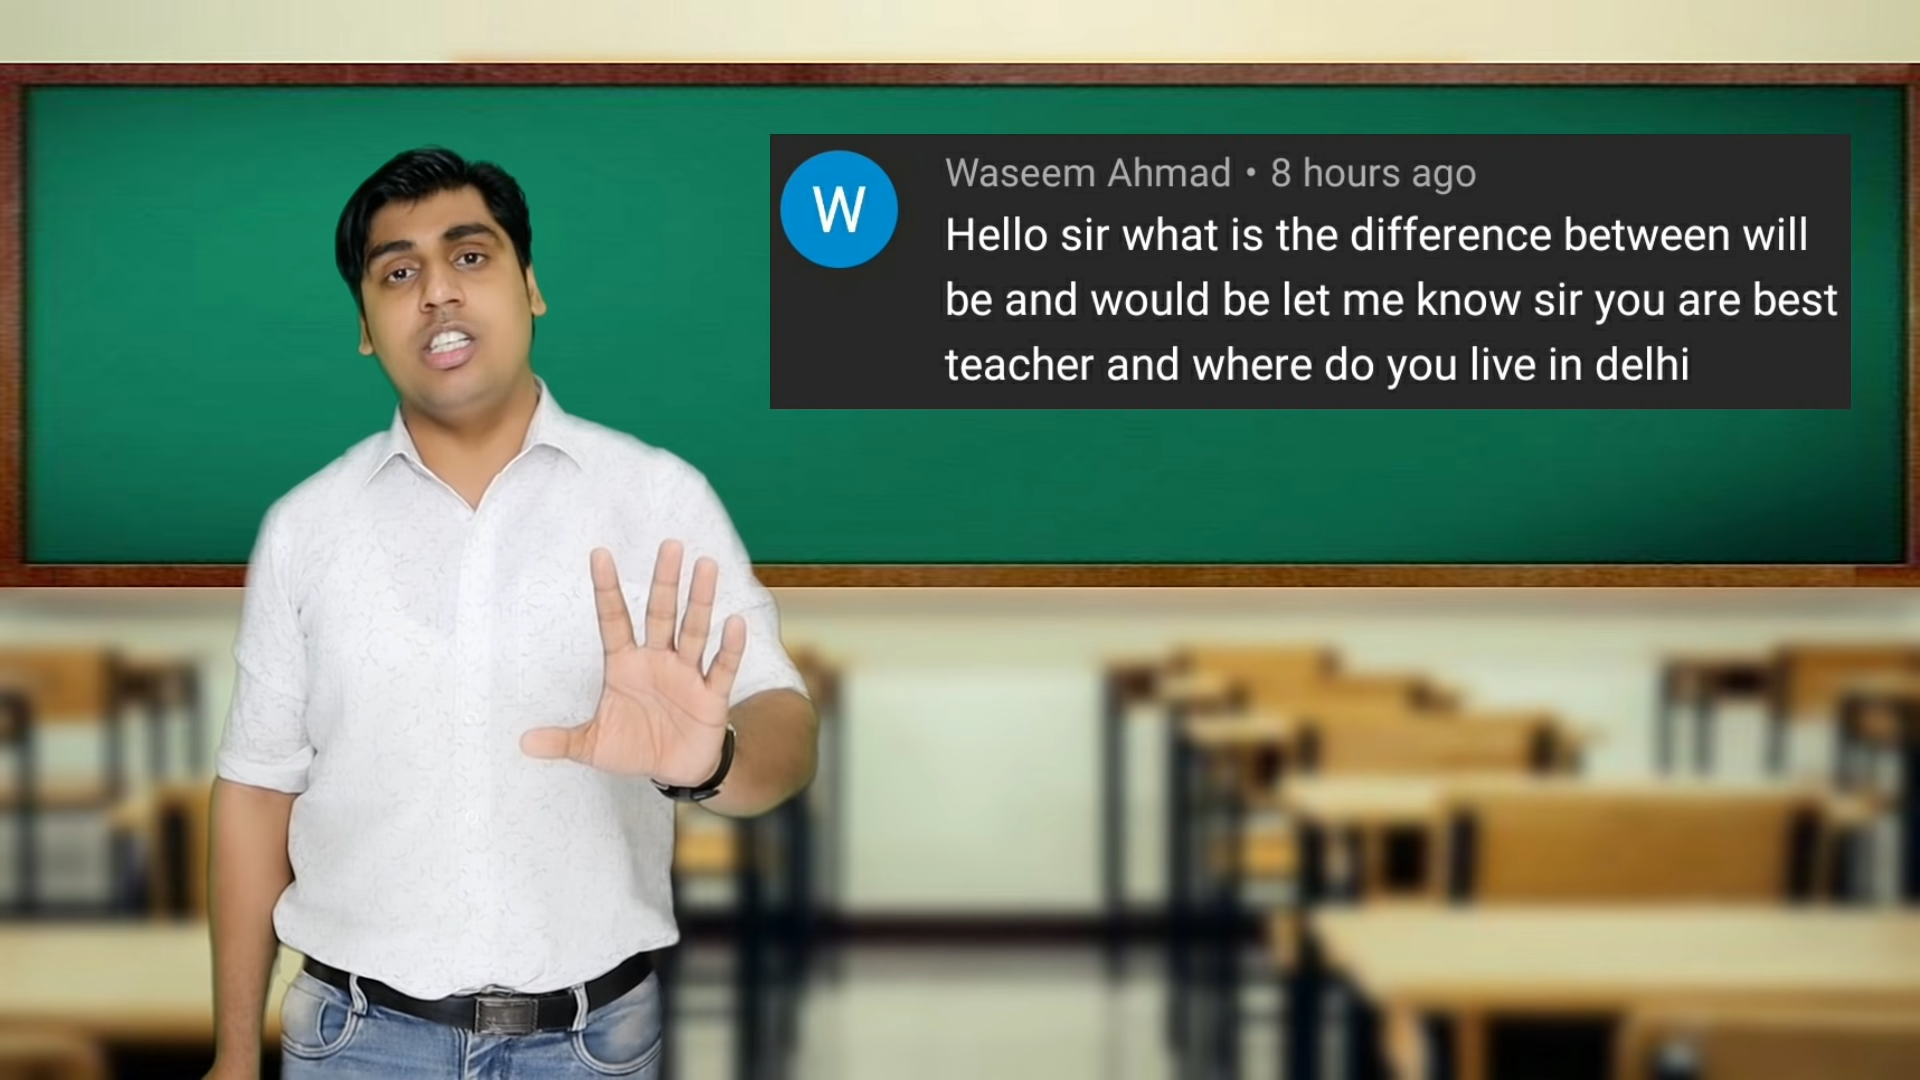 W
Waseem Ahmad • 8 hours ago
Hello sir what is the difference between will
be and would be let me know sir you are best
teacher and where do you live in delhi